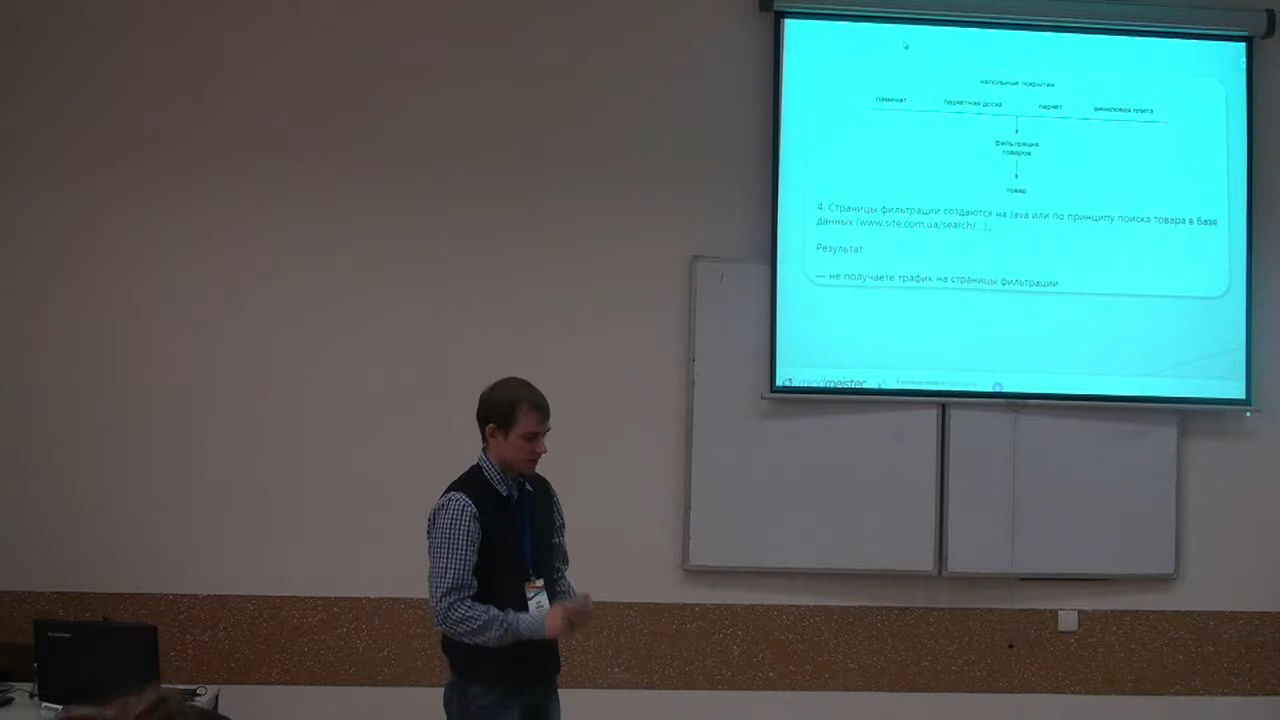 напольные покрытия
ламинат паркетная доска паркет виниловая плита
фильтрация
товаров
товар
4. Страницы фильтрации создаются на Java или по принципу поиска товара в базе
данных (www.site.com.ua/search/...)..
Результат
— не получаете трафик на страницы фильтрации
mindmeister